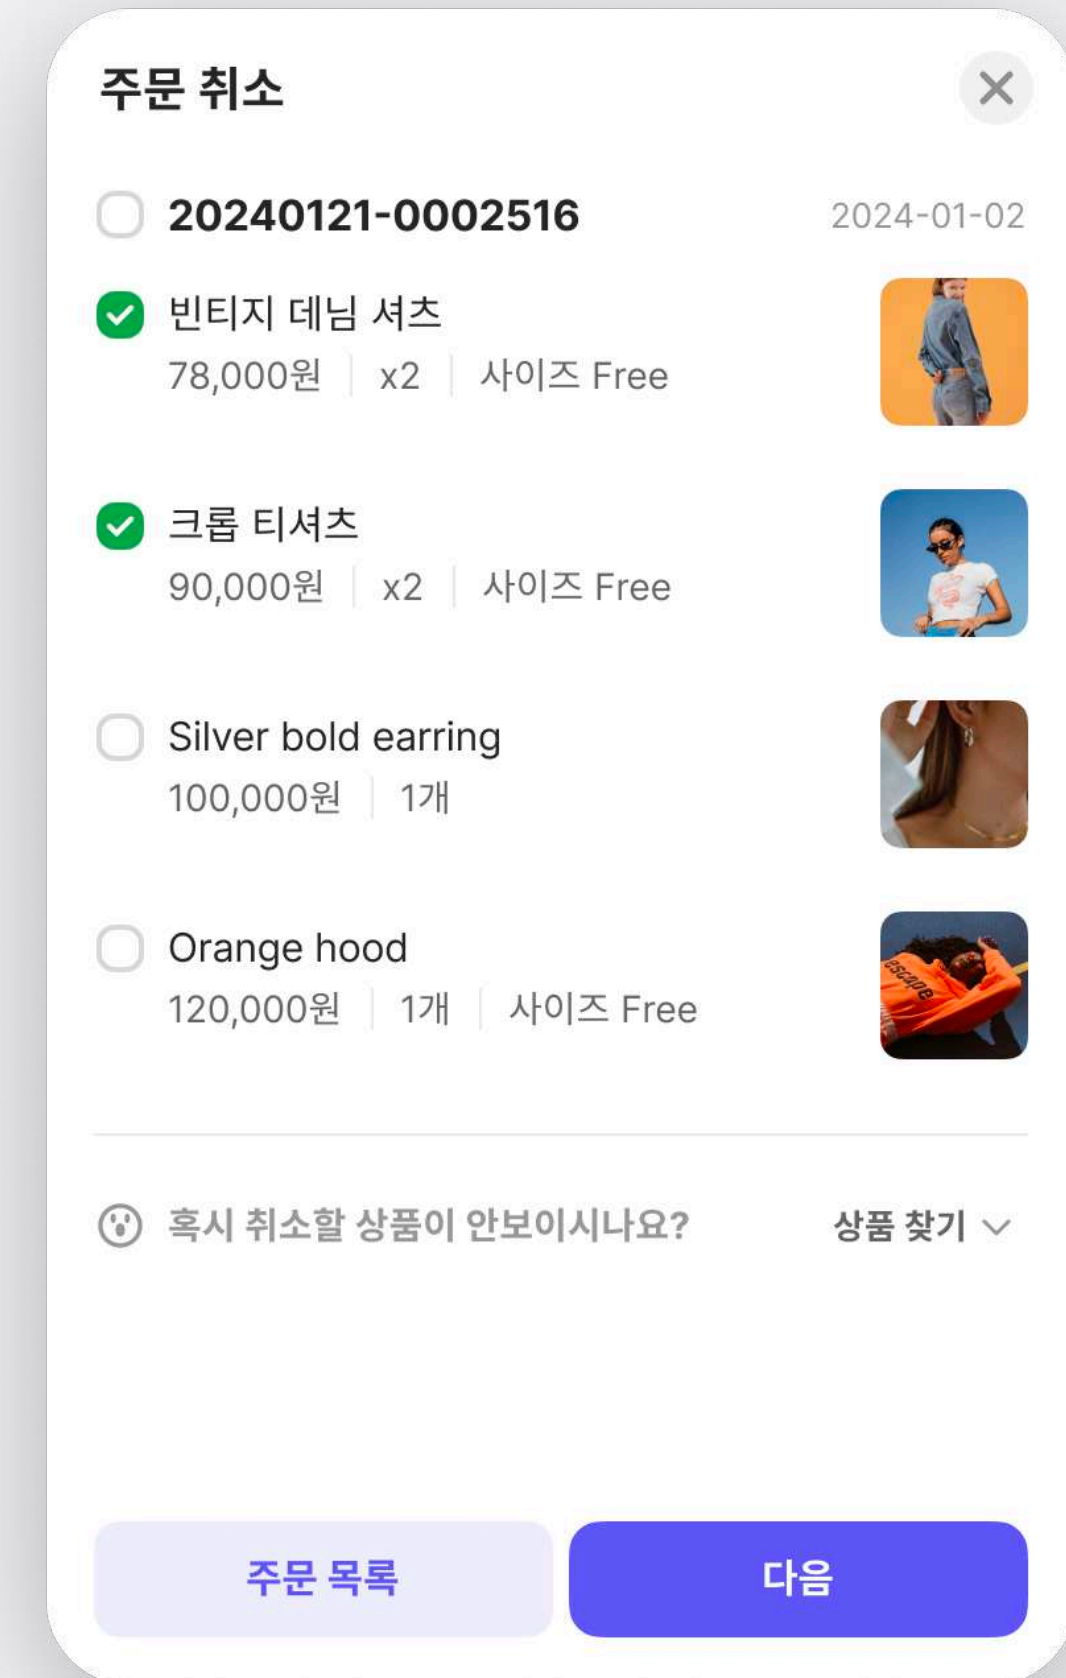 주문 취소
20240121-0002516 2024-01-02
빈티지 데님 셔츠
78,000원 x2 사이즈 Free
크롭 티셔츠
90,000원 x2 사이즈 Free
Silver bold earring
100,000원 1개
Orange hood
120,000원 1개 사이즈 Free
escape
혹시 취소할 상품이 안보이시나요? 상품 찾기
주문 목록 다음